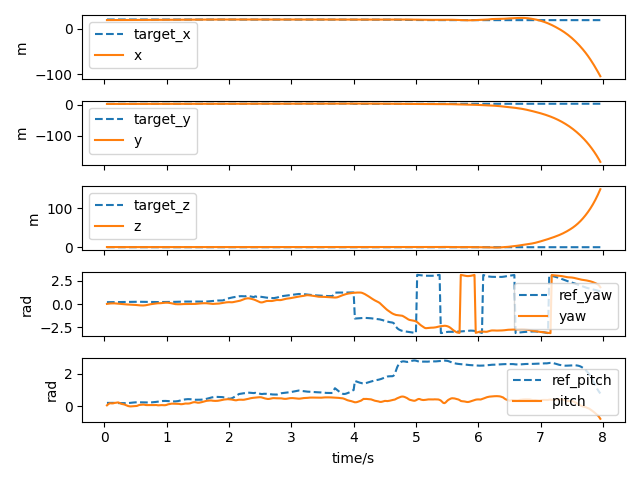 0
−100
m
target_x
x
0
−100
m
target_y
y
100
0
m
target_z
z
2.5
0.0
−2.5
rad
ref_yaw
yaw
2
0
rad
ref_pitch
pitch
0 1 2 3 4 5 6 7 8
time/s